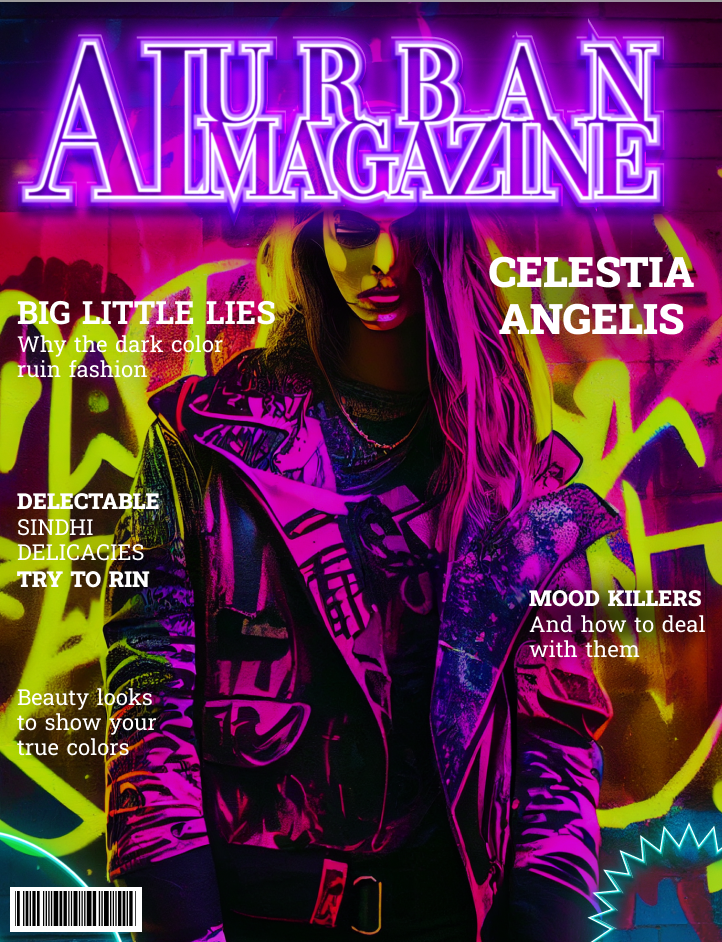 AI URBAN
MAGAZINE
CELESTIA
ANGELIS
BIG LITTLE LIES
Why the dark color
ruin fashion
DELECTABLE
SINDHI
DELICACIES
TRY TO RIN
MOOD KILLERS
And how to deal
with them
Beauty looks
to show your
true colors